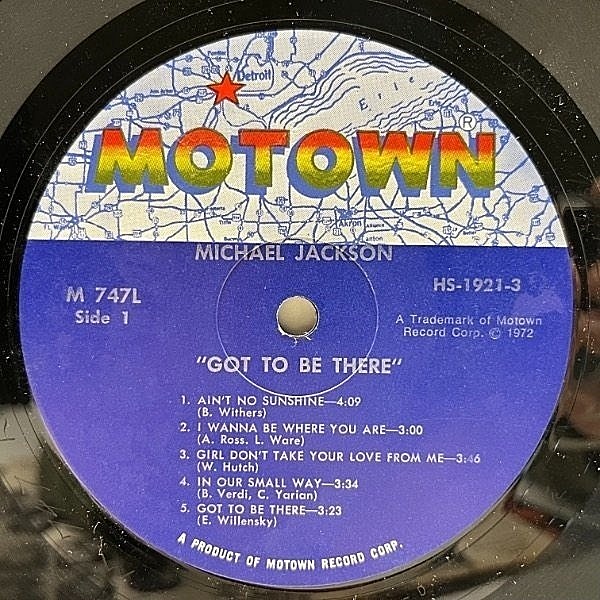 Detroit
Erie
MOTOWN®
Akron
MICHAEL JACKSON
M 747L
Side 1
HS-1921-3
A Trademark of Motown
Record Corp. © 1972
"GOT TO BE THERE"
1. AIN'T NO SUNSHINE—4:09
(B. Withers)
2. I WANNA BE WHERE YOU ARE—3:00
(A. Ross. L. Ware)
3. GIRL DON'T TAKE YOUR LOVE FROM ME—3:46
(W. Hutch)
4. IN OUR SMALL WAY—3:34
(B. Verdi, C. Yarian)
5. GOT TO BE THERE—3:23
(E. Willensky)
A PRODUCT OF MOTOWN RECORD CORP.